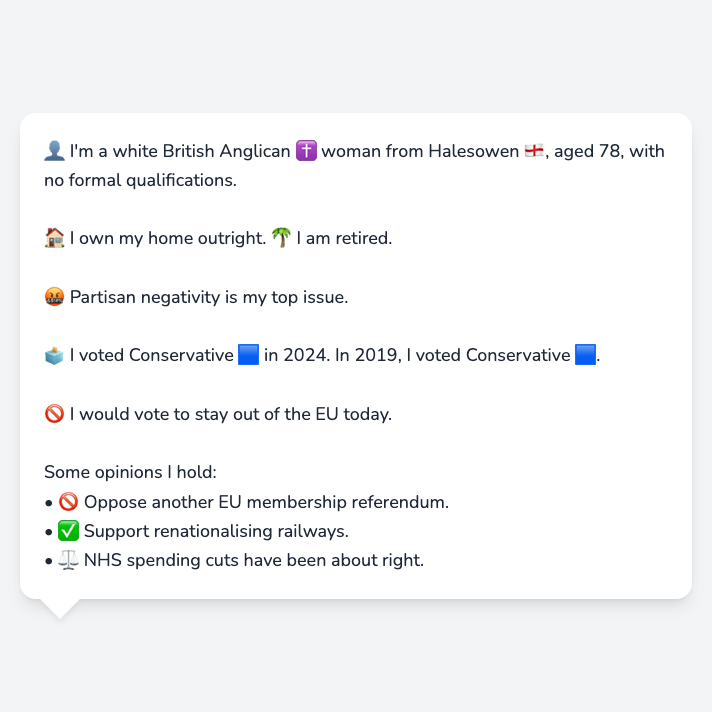 👤 I'm a white British Anglican ✝️ woman from Halesowen 🏴󠁧󠁢󠁥󠁮󠁧󠁿, aged 78, with
no formal qualifications.
🏠 I own my home outright. 🌴 I am retired.
🤬 Partisan negativity is my top issue.
🗳️ I voted Conservative 🟦 in 2024. In 2019, I voted Conservative 🟦.
🚫 I would vote to stay out of the EU today.
Some opinions I hold:
• 🚫 Oppose another EU membership referendum.
• ✅ Support renationalising railways.
• ⚖️ NHS spending cuts have been about right.